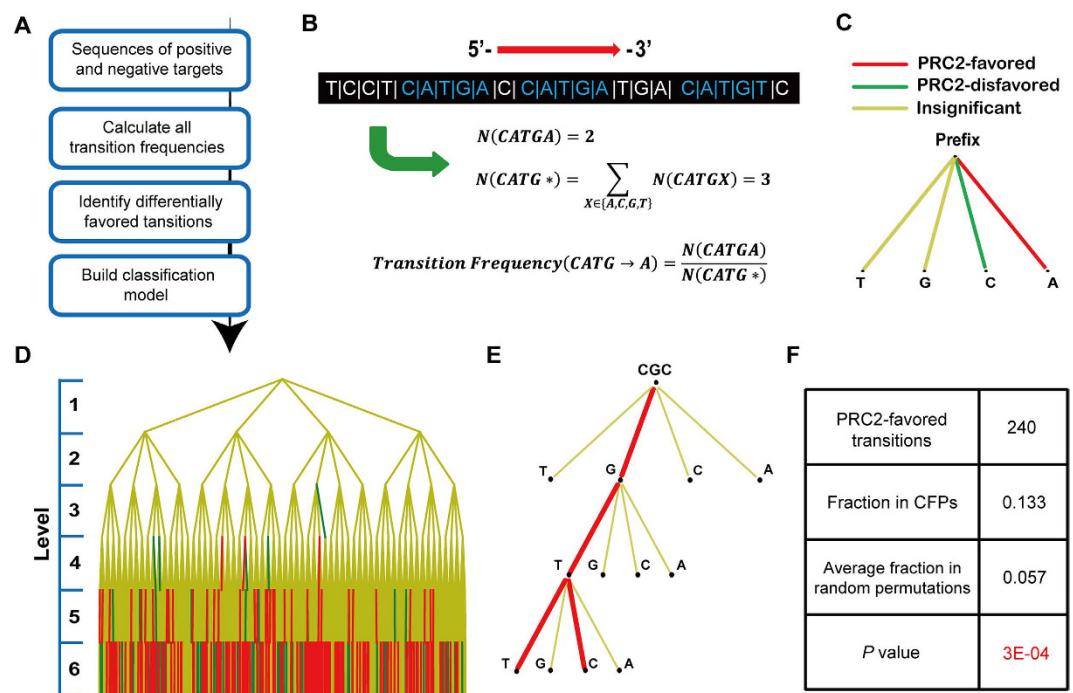 A
Sequences of positive
and negative targets
Calculate all
transition frequencies
Identify differentially
favored tansitions
Build classification
model
B
5'- -3'
T|C|C|T| C|A|T|G|A |C| C|A|T|G|A |T|G|A| C|A|T|G|T |C
N(CATGA) = 2
N(CATG *) = ∑ N(CATGX) = 3
X∈{A,C,G,T}
Transition Frequency(CATG → A) = N(CATGA)
N(CATG *)
C
PRC2-favored
PRC2-disfavored
Insignificant
Prefix
T G C A
D
Level
1
2
3
4
5
6
E
CGC
T G C A
T G C A
T G C A
F
PRC2-favored
transitions
240
Fraction in CFPs
0.133
Average fraction in
random permutations
0.057
P value
3E-04